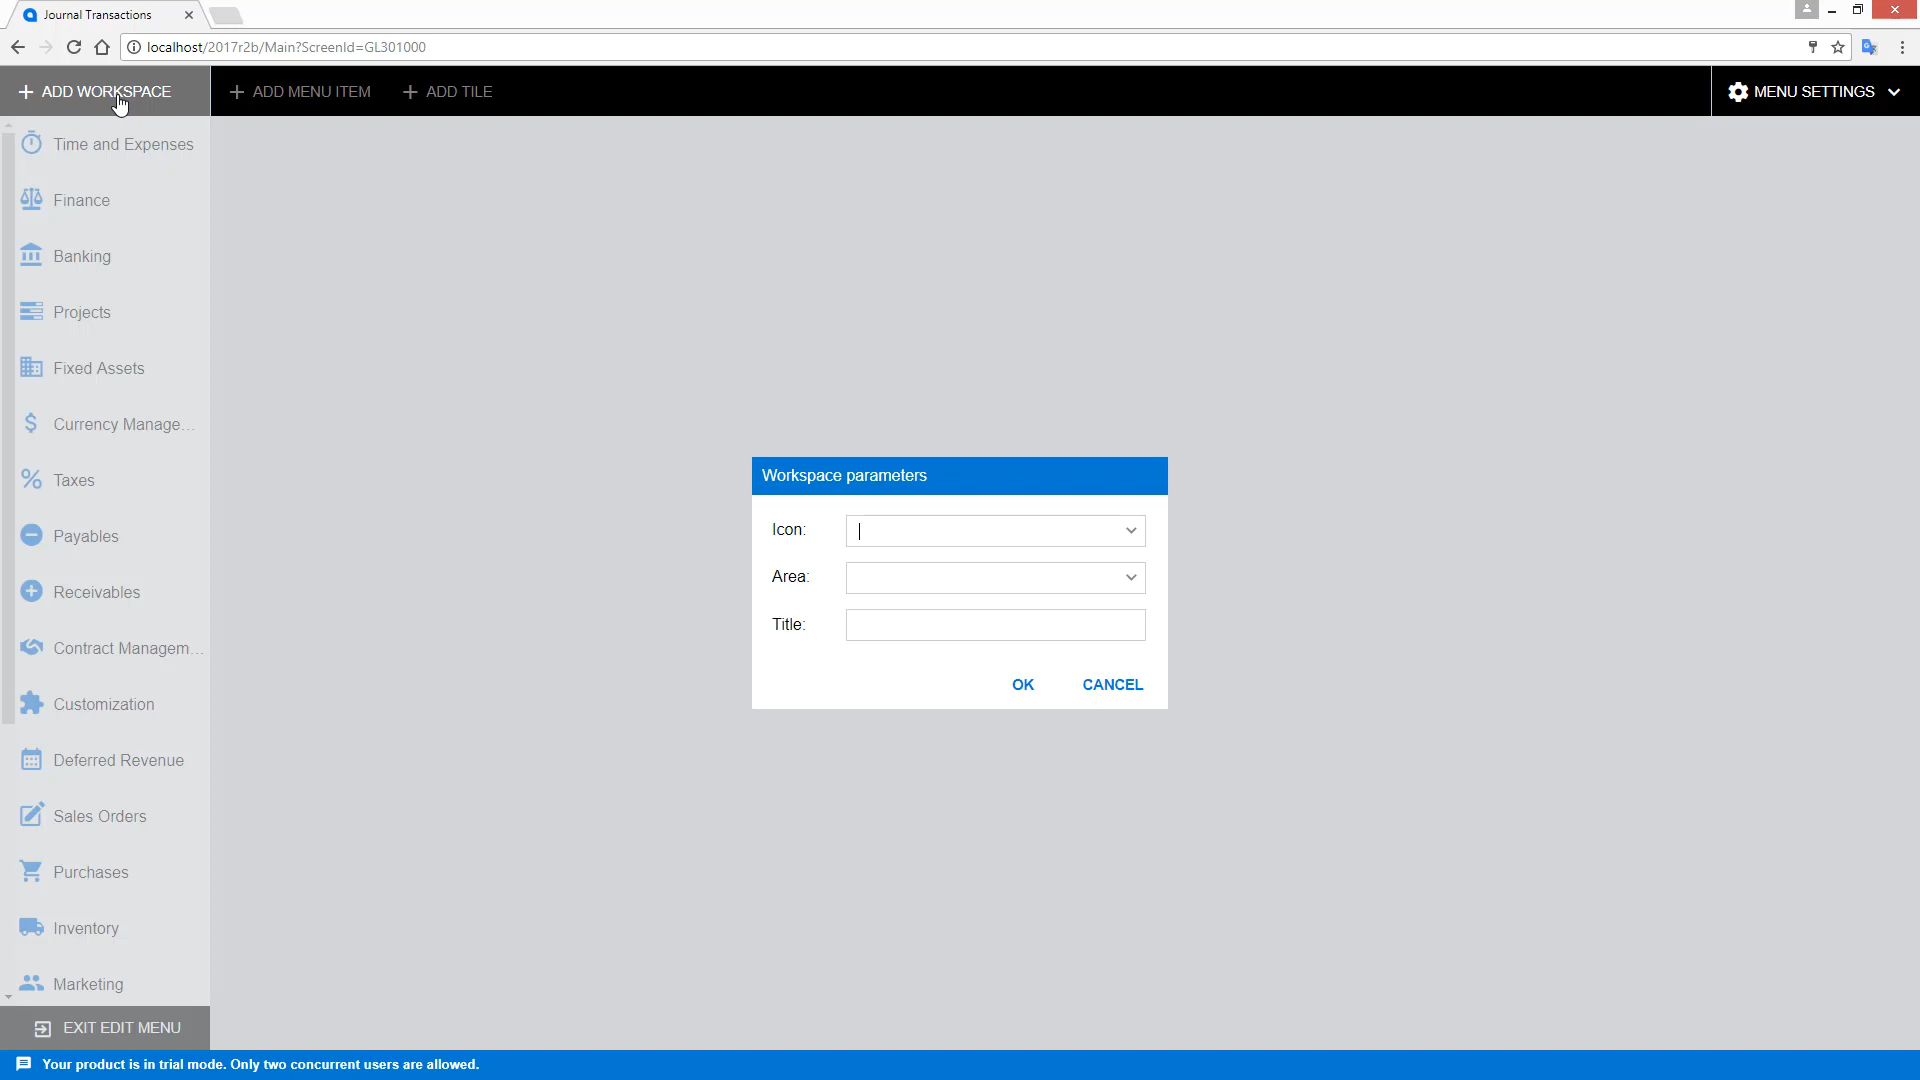 Journal Transactions
localhost/2017r2b/Main?ScreenId=GL301000
ADD WORKSPACE
ADD MENU ITEM
ADD TILE
MENU SETTINGS
Time and Expenses
Finance
Banking
Projects
Fixed Assets
Currency Manage...
Taxes
Payables
Receivables
Contract Managem...
Customization
Deferred Revenue
Sales Orders
Purchases
Inventory
Marketing
EXIT EDIT MENU
Workspace parameters
Icon:
Area:
Title:
OK
CANCEL
Your product is in trial mode. Only two concurrent users are allowed.